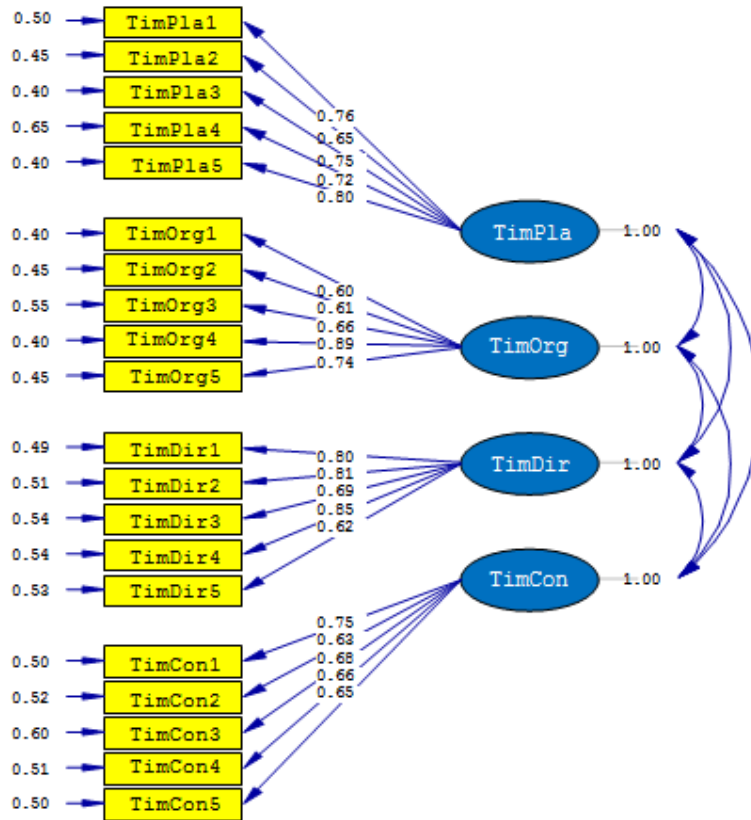 0.50 TimPla1
0.45 TimPla2
0.40 TimPla3
0.65 TimPla4
0.40 TimPla5
0.76
0.65
0.75
0.72
0.80
TimPla 1.00
0.40 TimOrg1
0.45 TimOrg2
0.55 TimOrg3
0.40 TimOrg4
0.45 TimOrg5
0.60
0.61
0.66
0.89
0.74
TimOrg 1.00
0.49 TimDir1
0.51 TimDir2
0.54 TimDir3
0.54 TimDir4
0.53 TimDir5
0.80
0.81
0.69
0.85
0.62
TimDir 1.00
0.50 TimCon1
0.52 TimCon2
0.60 TimCon3
0.51 TimCon4
0.50 TimCon5
0.75
0.63
0.68
0.66
0.65
TimCon 1.00